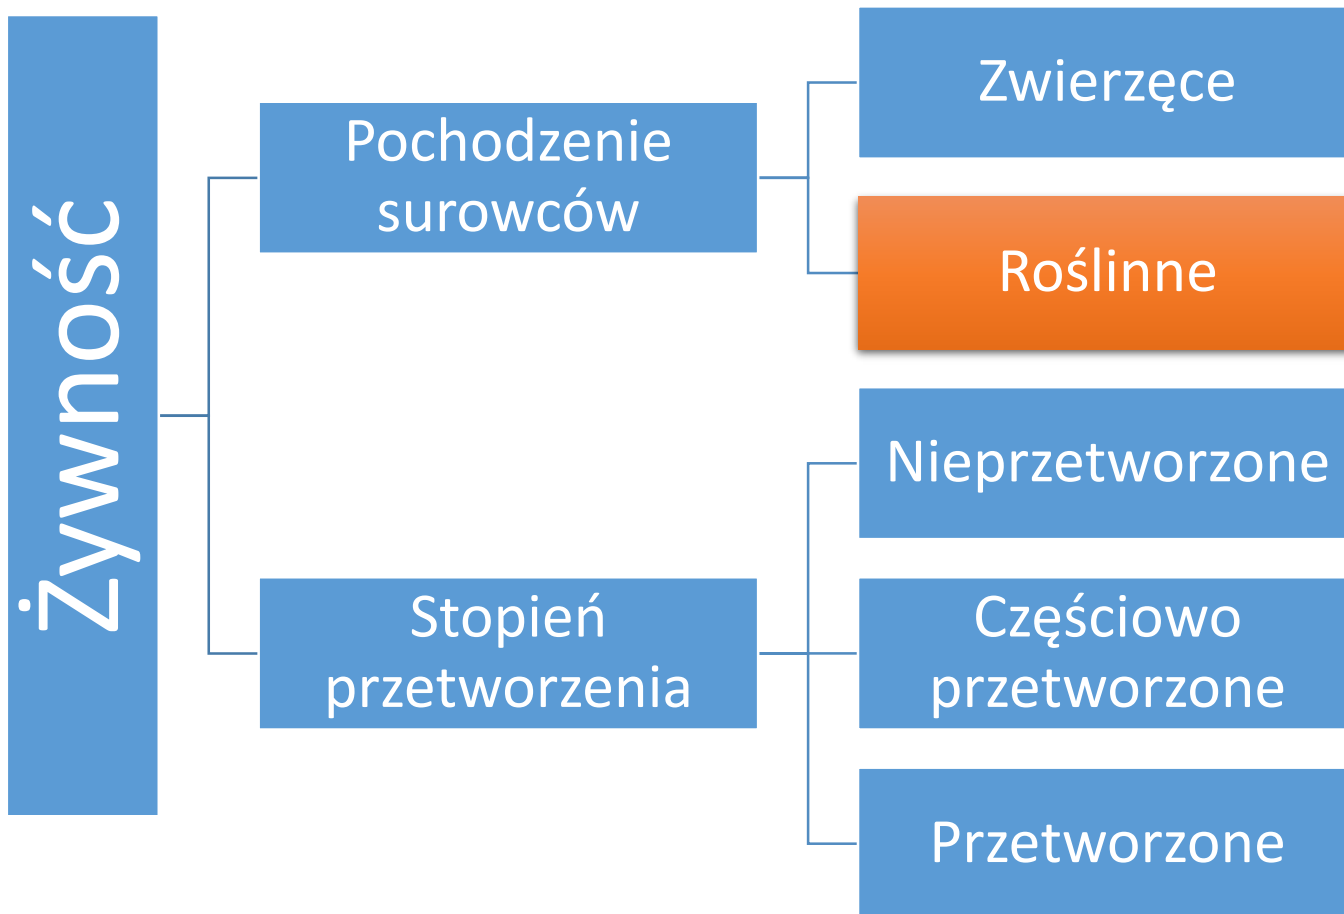 Żywność
Pochodzenie
surowców
Zwierzęce
Roślinne
Stopień
przetworzenia
Nieprzetworzone
Częściowo
przetworzone
Przetworzone